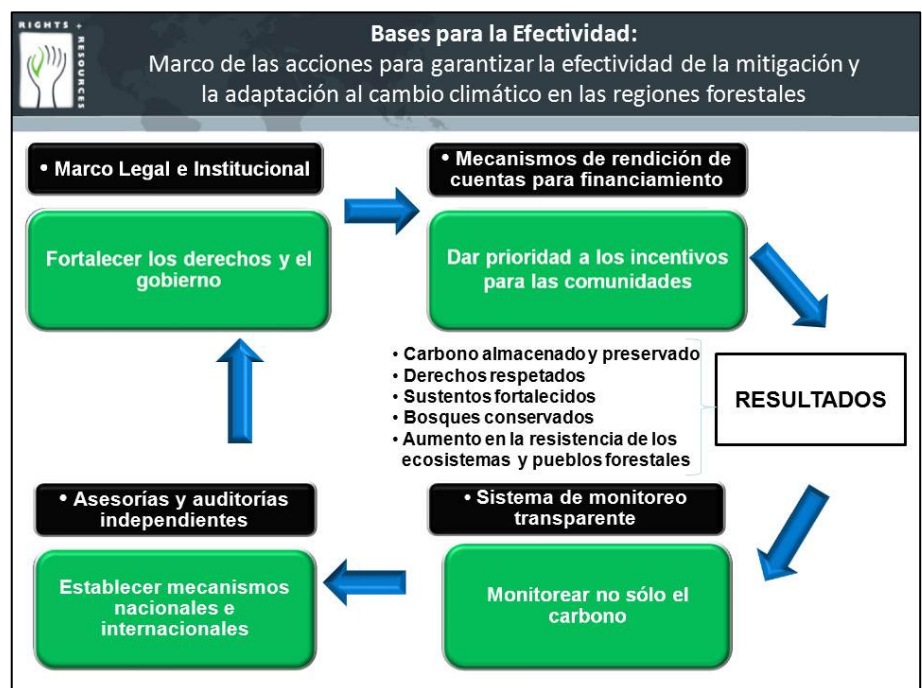 RIGHTS +
RESOURCES
Bases para la Efectividad:
Marco de las acciones para garantizar la efectividad de la mitigación y
la adaptación al cambio climático en las regiones forestales
• Marco Legal e Institucional
Fortalecer los derechos y el
gobierno
• Mecanismos de rendición de
cuentas para financiamiento
Dar prioridad a los incentivos
para las comunidades
• Carbono almacenado y preservado
• Derechos respetados
• Sustentos fortalecidos
• Bosques conservados
• Aumento en la resistencia de los
ecosistemas y pueblos forestales
RESULTADOS
• Asesorías y auditorías
independientes
Establecer mecanismos
nacionales e
internacionales
• Sistema de monitoreo
transparente
Monitorear no sólo el
carbono